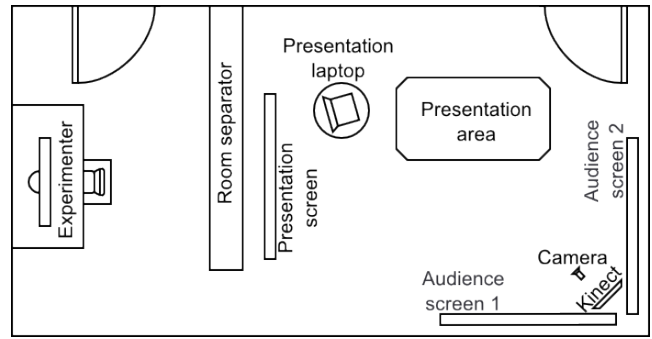 Presentation
laptop
Presentation
area
Room separator
Experimenter
Presentation
screen
Audience
screen 2
Camera
Kinect
Audience
screen 1